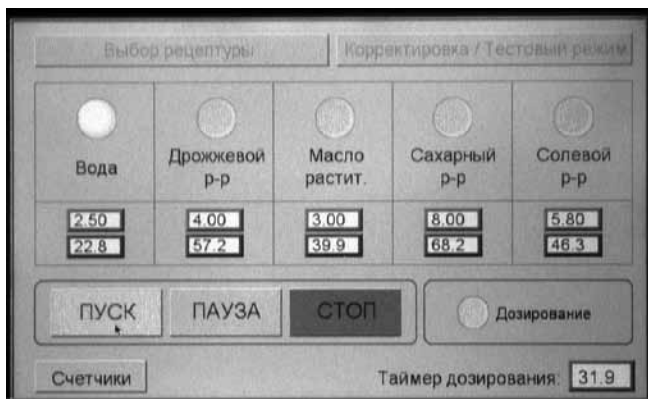 Выбор рецептуры
Корректировка / Тестовый режим
Вода
Дрожжевой
р-р
Масло
растит.
Сахарный
р-р
Солевой
р-р
2.50 4.00 3.00 8.00 5.80
22.8 57.2 39.9 68.2 46.3
ПУСК ПАУЗА СТОП Дозирование
Счетчики Таймер дозирования: 31.9